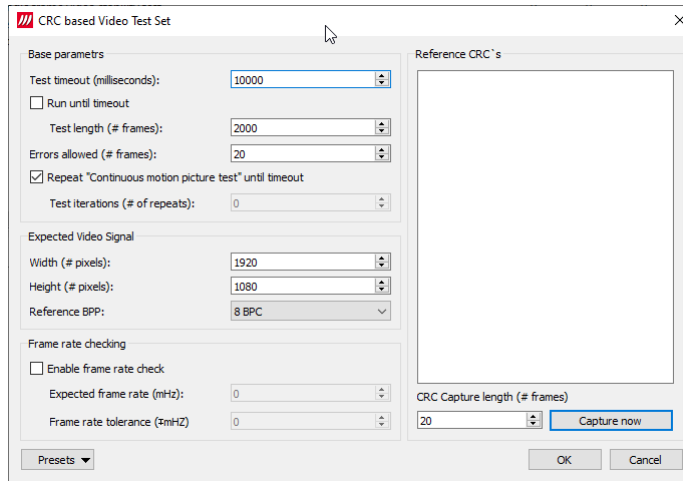 CRC based Video Test Set
Base parametrs
Test timeout (milliseconds): 10000
Run until timeout
Test length (# frames): 2000
Errors allowed (# frames): 20
Repeat "Continuous motion picture test" until timeout
Test iterations (# of repeats): 0
Expected Video Signal
Width (# pixels): 1920
Height (# pixels): 1080
Reference BPP: 8 BPC
Frame rate checking
Enable frame rate check
Expected frame rate (mHz): 0
Frame rate tolerance (∓mHZ) 0
Reference CRC`s
CRC Capture length (# frames)
20 Capture now
Presets OK Cancel